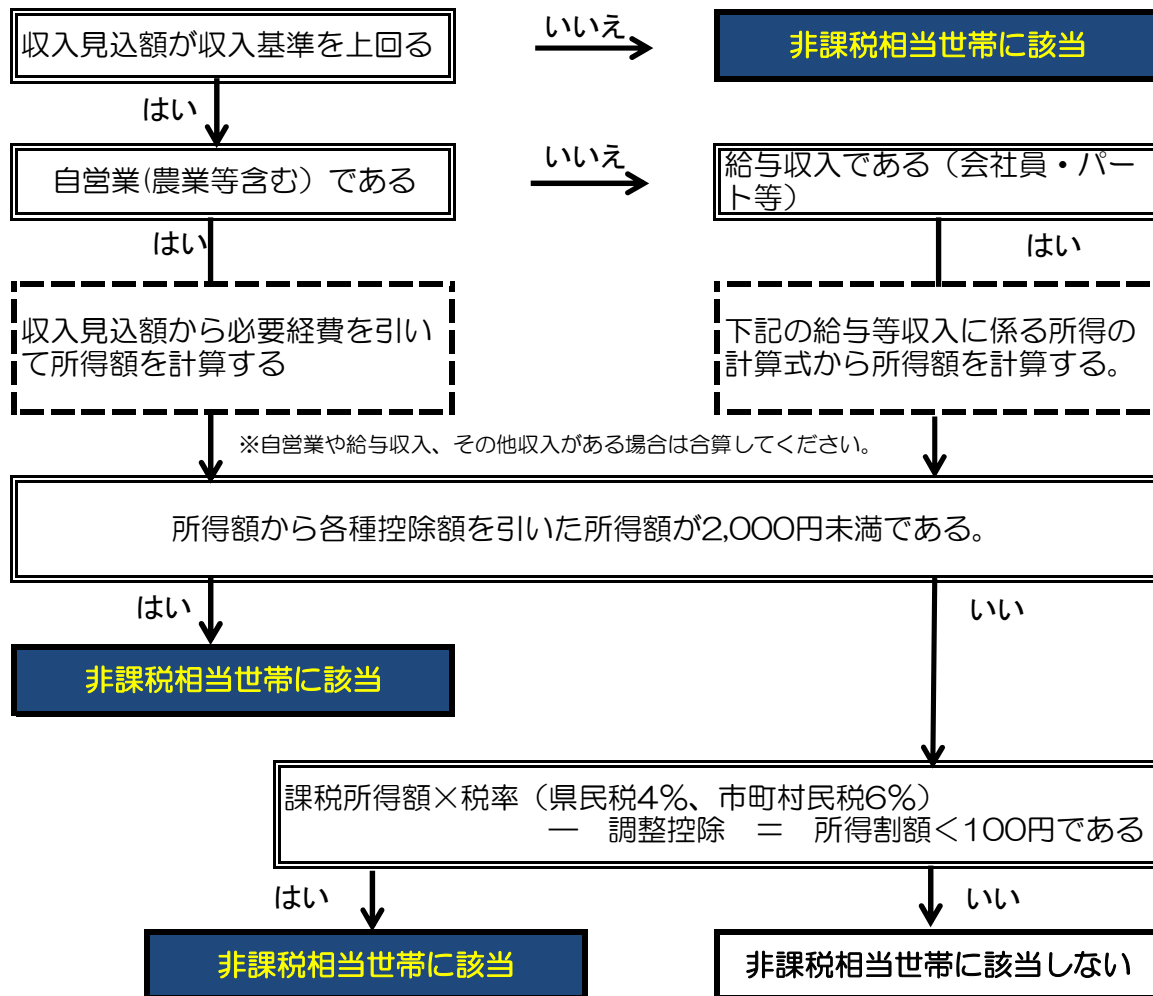 収入見込額が収入基準を上回る
いいえ
非課税相当世帯に該当
はい
自営業(農業等含む）である
いいえ
給与収入である（会社員・パー
ト等）
はい
はい
収入見込額から必要経費を引い
て所得額を計算する
下記の給与等収入に係る所得の
計算式から所得額を計算する。
※自営業や給与収入、その他収入がある場合は合算してください。
所得額から各種控除額を引いた所得額が2,000円未満である。
はい
いい
非課税相当世帯に該当
課税所得額×税率（県民税4％、市町村民税6％）
－　調整控除　＝　所得割額＜100円である
はい
いい
非課税相当世帯に該当
非課税相当世帯に該当しない